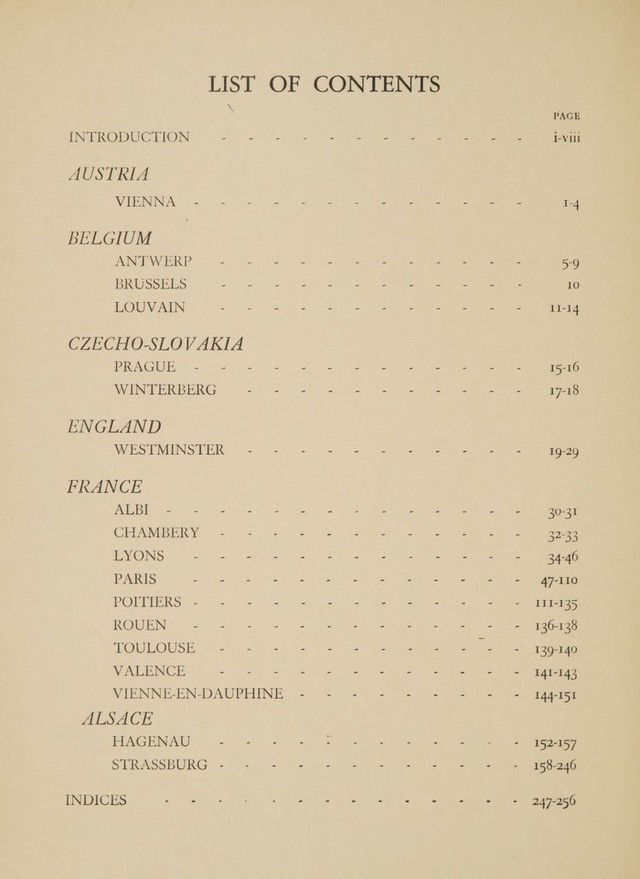 LIST OF CONTENTS
PAGE
INTRODUCTION - - - - - - - - - - - - i-viii
AUSTRIA
VIENNA - - - - - - - - - - - - - 1-4
BELGIUM
ANTWERP - - - - - - - - - - - - 5-9
BRUSSELS - - - - - - - - - - - - 10
LOUVAIN - - - - - - - - - - - - 11-14
CZECHO-SLOVAKIA
PRAGUE - - - - - - - - - - - - - 15-16
WINTERBERG - - - - - - - - - - - 17-18
ENGLAND
WESTMINSTER - - - - - - - - - - - 19-29
FRANCE
ALBI - - - - - - - - - - - - - - 30-31
CHAMBERY - - - - - - - - - - - - 32-33
LYONS - - - - - - - - - - - - - 34-46
PARIS - - - - - - - - - - - - - 47-110
POITIERS - - - - - - - - - - - - - 111-135
ROUEN - - - - - - - - - - - - - 136-138
TOULOUSE - - - - - - - - - - - - 139-140
VALENCE - - - - - - - - - - - - 141-143
VIENNE-EN-DAUPHINE - - - - - - - - - 144-151
ALSACE
HAGENAU - - - - - - - - - - - - 152-157
STRASSBURG - - - - - - - - - - - - 158-246
INDICES - - - - - - - - - - - - - - 247-256